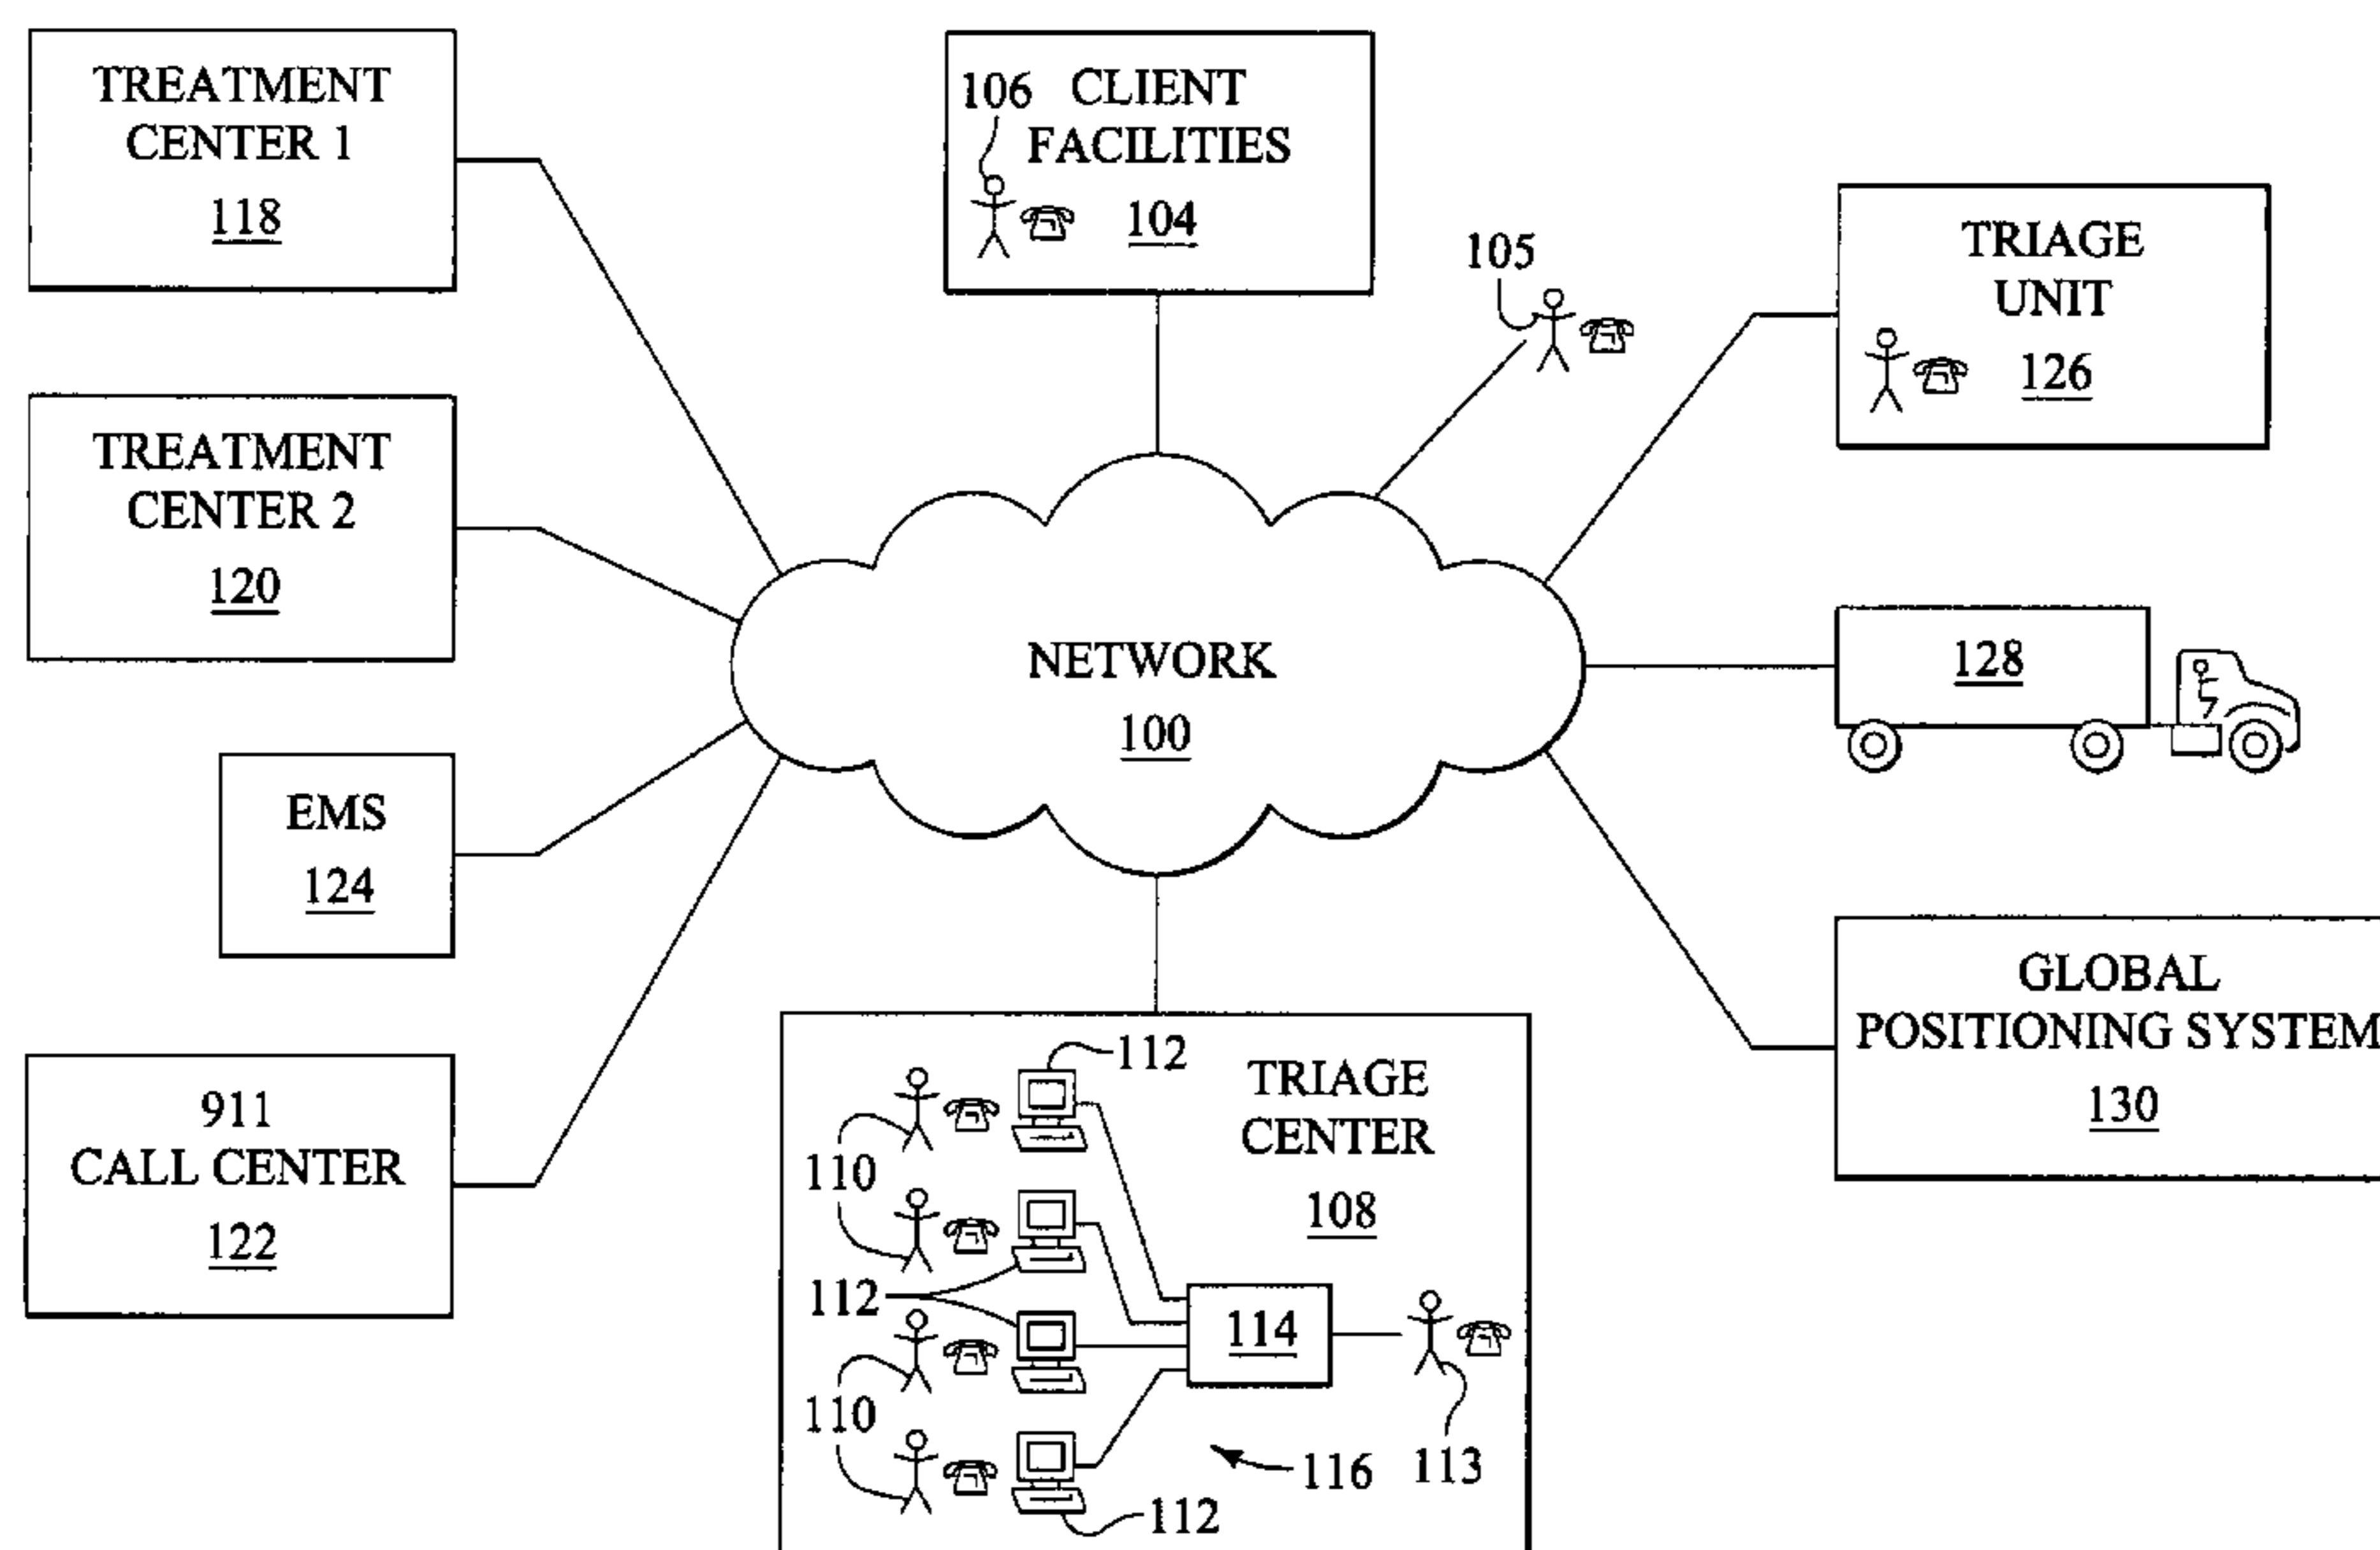 TREATMENT
CENTER 1
118
106
CLIENT
FACILITIES
104
105
TRIAGE
UNIT
126
TREATMENT
CENTER 2
120
NETWORK
100
128
EMS
124
GLOBAL
POSITIONING SYSTEM
130
911
CALL CENTER
122
112
TRIAGE
CENTER
108
110
112
114
110
116
113
112